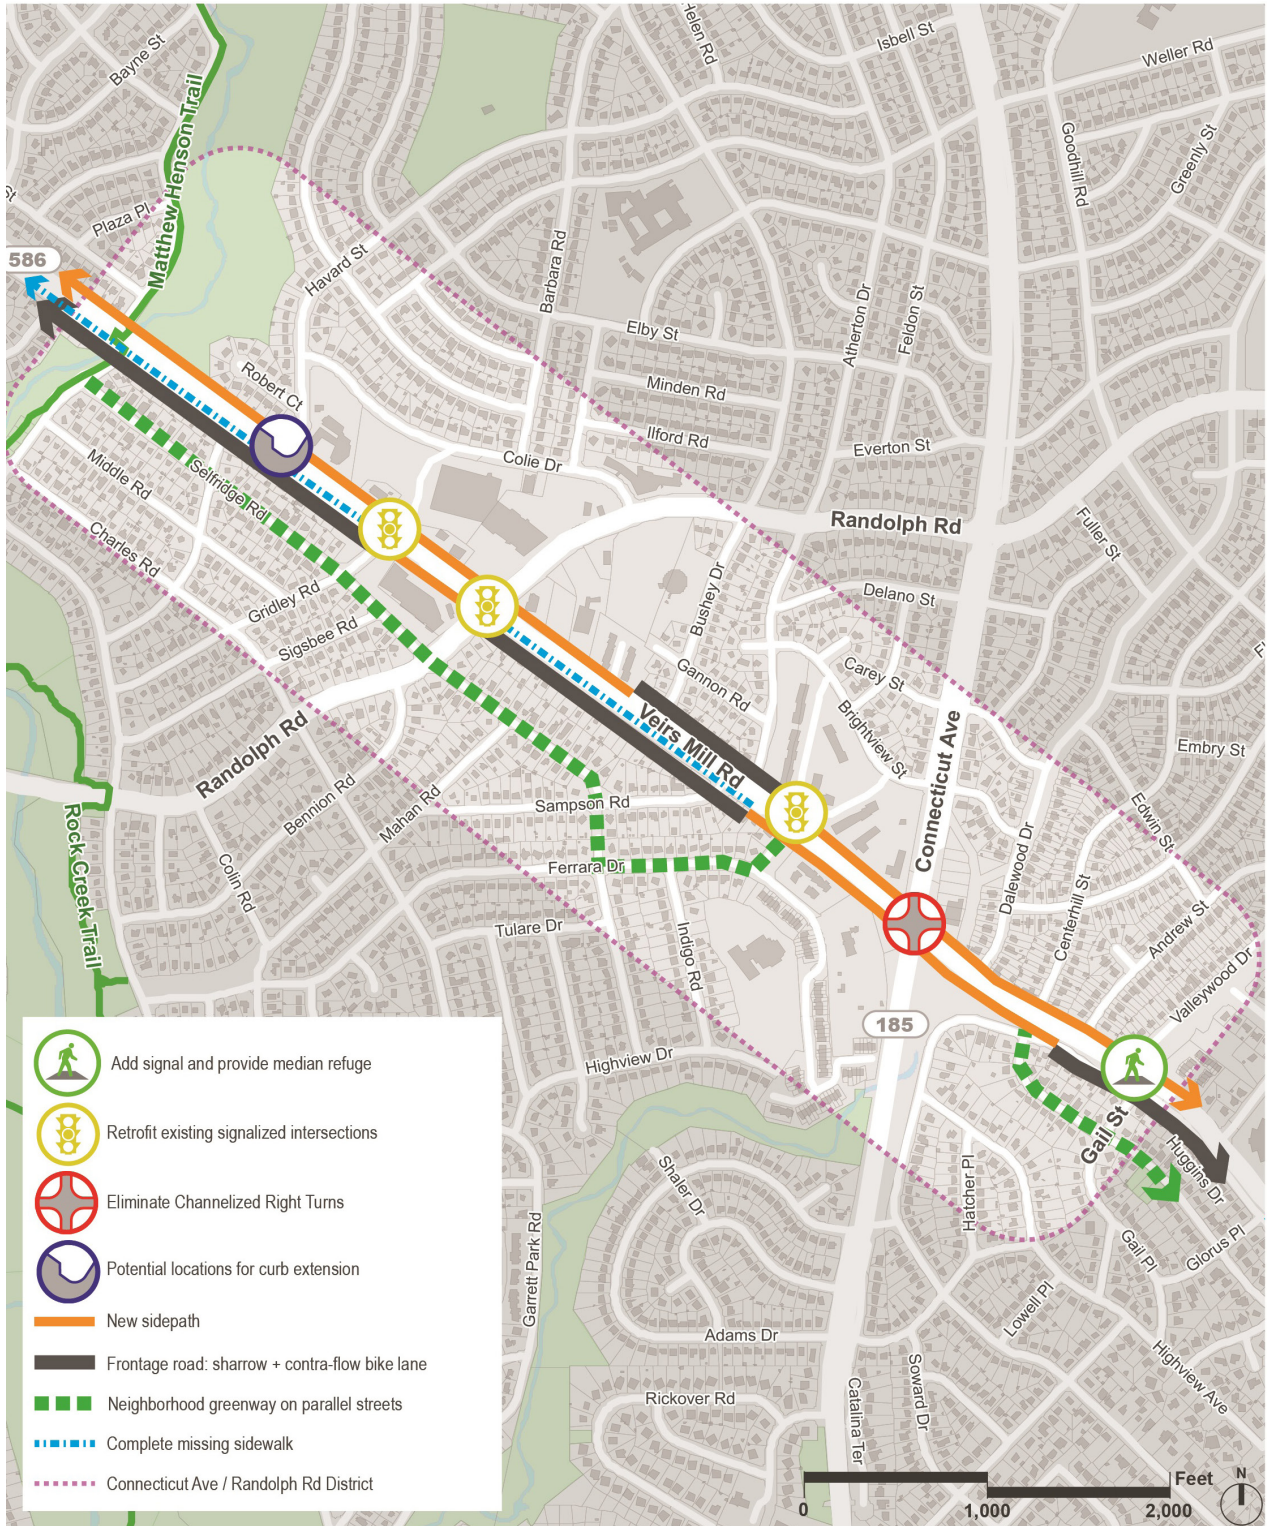 Bayne St
Helen Rd
Isbell St
Weller Rd
Matthew Henson Trail
Goodhill Rd
Greenly St
St
Plaza Pl
586
Havard St
Barbara Rd
Elby St
Atherton Dr
Feldon St
Robert Ct
Minden Rd
Ilford Rd
Everton St
Colie Dr
Middle Rd
Selfridge Rd
Randolph Rd
Fuller St
Charles Rd
Gridley Rd
Bushey Dr
Delano St
Sigsbee Rd
Gannon Rd
Carey St
Brightview St
Veirs Mill Rd
Connecticut Ave
Embry St
Randolph Rd
Bennion Rd
Mahan Rd
Sampson Rd
Edwin St
Rock Creek Trail
Colin Rd
Ferrara Dr
Dalewood Dr
Centerhill St
Andrew St
Tulare Dr
Indigo Rd
Valleywood Dr
185
Highview Dr
Gail St
Huggins Dr
Shaler Dr
Hatcher Pl
Gail Pl
Glorus Pl
Garrett Park Rd
Lowell Pl
Adams Dr
Highview Ave
Soward Dr
Rickover Rd
Catalina Ter
Add signal and provide median refuge
Retrofit existing signalized intersections
Eliminate Channelized Right Turns
Potential locations for curb extension
New sidepath
Frontage road: sharrow + contra-flow bike lane
Neighborhood greenway on parallel streets
Complete missing sidewalk
Connecticut Ave / Randolph Rd District
Feet
N
0 1,000 2,000